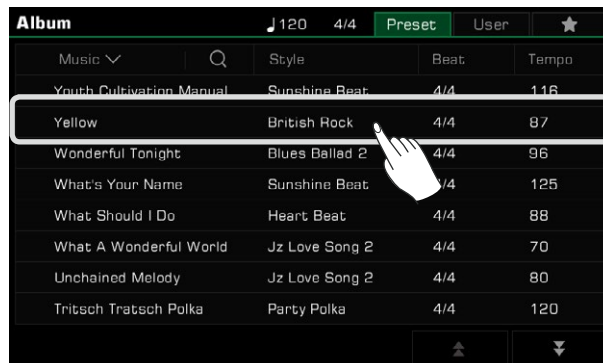 Album ♩120 4/4 Preset User ★
Music Style Beat Tempo
Youth Cultivation Manual Sunshine Beat 4/4 116
Yellow British Rock 4/4 87
Wonderful Tonight Blues Ballad 2 4/4 96
What's Your Name Sunshine Beat 4/4 125
What Should I Do Heart Beat 4/4 88
What A Wonderful World Jz Love Song 2 4/4 70
Unchained Melody Jz Love Song 2 4/4 80
Tritsch Tratsch Polka Party Polka 4/4 120